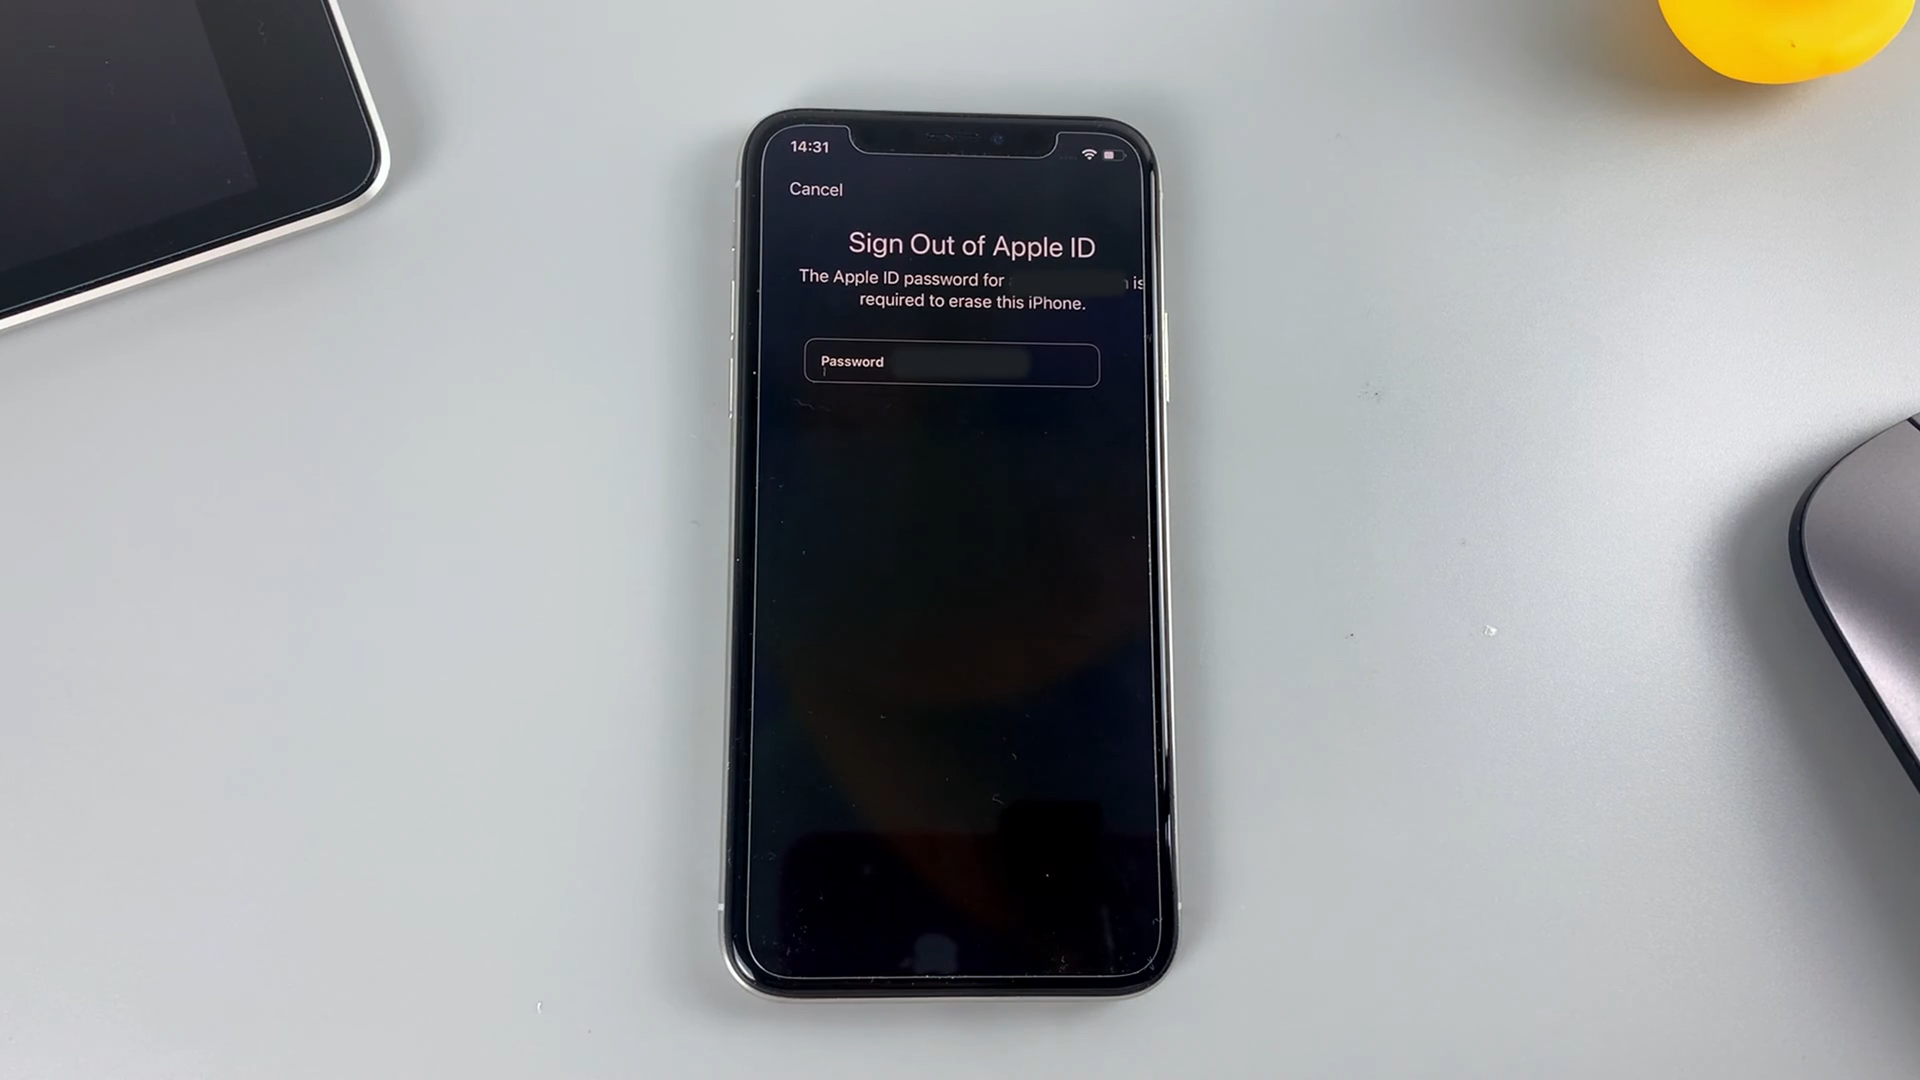 14:31
Cancel
Sign Out of Apple ID
The Apple ID password for is
required to erase this iPhone.
Password